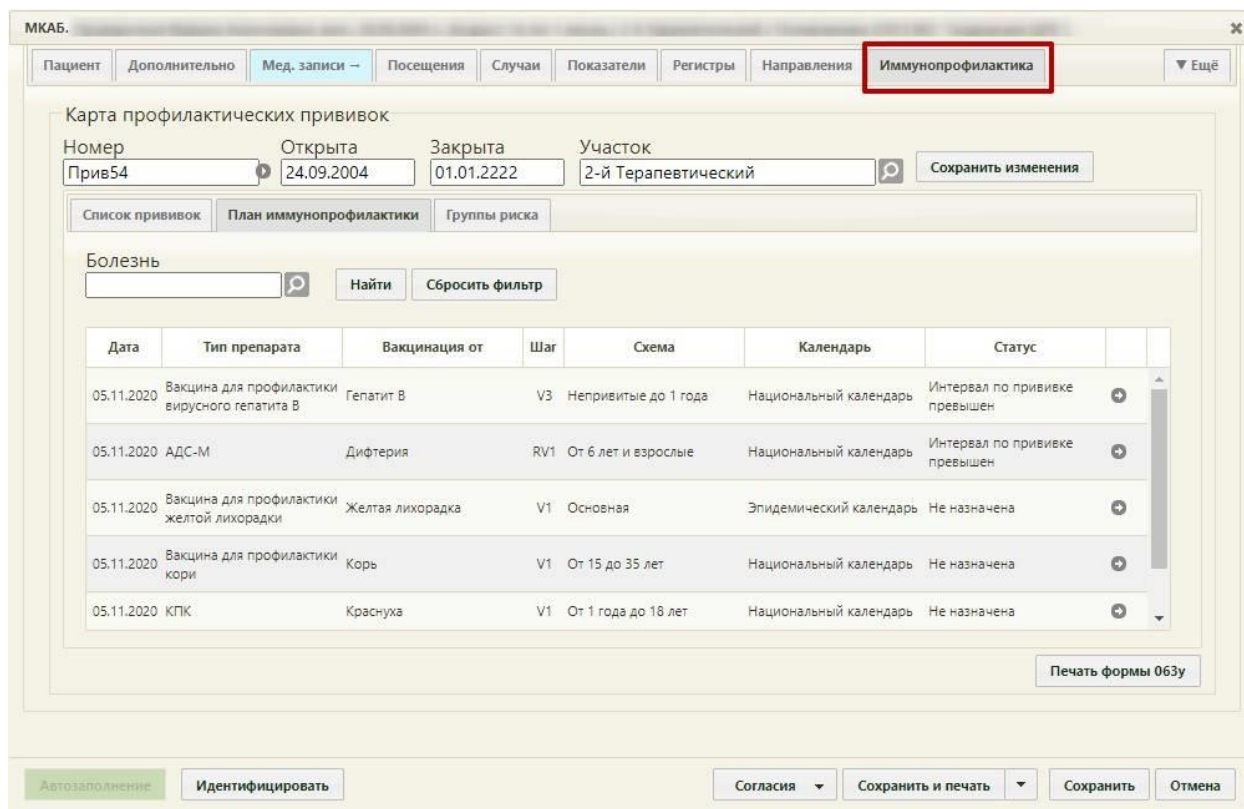 МКАБ.
Пациент Дополнительно Мед. записи → Посещения Случаи Показатели Регистры Направления Иммунопрофилактика ▼ Ещё
Карта профилактических прививок
Номер Открыта Закрыта Участок
Прив54 24.09.2004 01.01.2222 2-й Терапевтический Сохранить изменения
Список прививок План иммунопрофилактики Группы риска
Болезнь
Найти Сбросить фильтр
Дата Тип препарата Вакцинация от Шаг Схема Календарь Статус
05.11.2020 Вакцина для профилактики вирусного гепатита В Гепатит В V3 Непривитые до 1 года Национальный календарь Интервал по прививке превышен
05.11.2020 АДС-М Дифтерия RV1 От 6 лет и взрослые Национальный календарь Интервал по прививке превышен
05.11.2020 Вакцина для профилактики желтой лихорадки Желтая лихорадка V1 Основная Эпидемический календарь Не назначена
05.11.2020 Вакцина для профилактики кори Корь V1 От 15 до 35 лет Национальный календарь Не назначена
05.11.2020 КПК Краснуха V1 От 1 года до 18 лет Национальный календарь Не назначена
Печать формы 063у
Автозаполнение Идентифицировать Согласия Сохранить и печать Сохранить Отмена